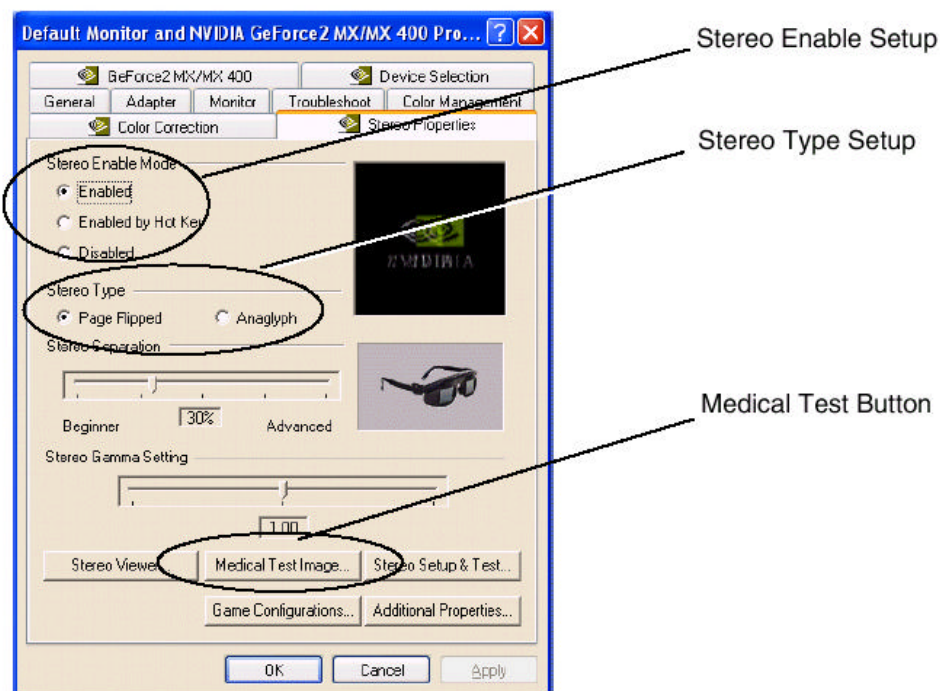 Default Monitor and NVIDIA GeForce2 MX/MX 400 Pro...
Stereo Enable Setup
GeForce2 MX/MX 400
Device Selection
General
Adapter
Monitor
Troubleshoot
Color Management
Color Correction
Stereo Properties
Stereo Type Setup
Stereo Enable Mode
Enabled
Enabled by Hot Key
Disabled
NVIDIA
Stereo Type
Page Flipped
Anaglyph
Stereo Separation
30%
Beginner
Advanced
Medical Test Button
Stereo Gamma Setting
1.00
Stereo Viewer...
Medical Test Image...
Stereo Setup & Test...
Game Configurations...
Additional Properties...
OK
Cancel
Apply